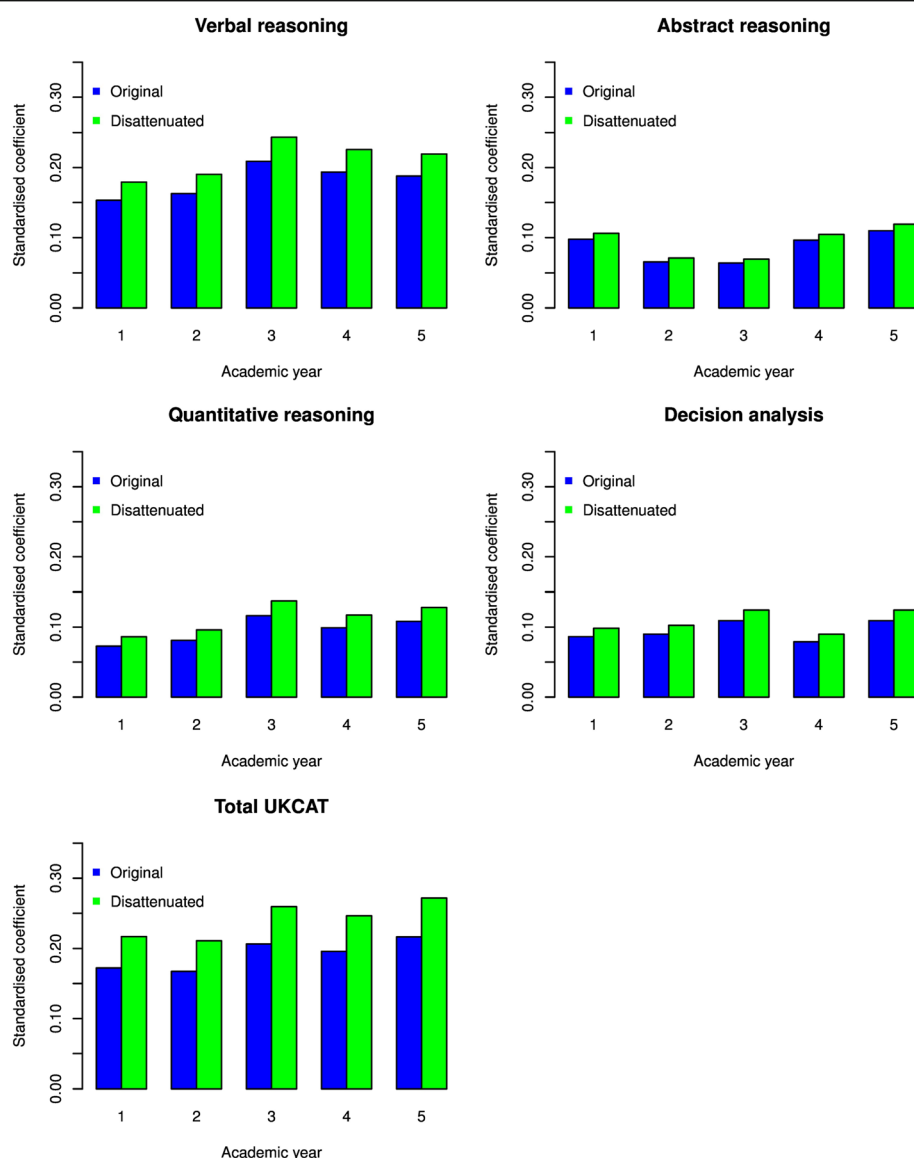 Verbal reasoning
Standardised coefficient
0.00 0.10 0.20 0.30
Original
Disattenuated
1 2 3 4 5
Academic year
Abstract reasoning
Standardised coefficient
0.00 0.10 0.20 0.30
Original
Disattenuated
1 2 3 4 5
Academic year
Quantitative reasoning
Standardised coefficient
0.00 0.10 0.20 0.30
Original
Disattenuated
1 2 3 4 5
Academic year
Decision analysis
Standardised coefficient
0.00 0.10 0.20 0.30
Original
Disattenuated
1 2 3 4 5
Academic year
Total UKCAT
Standardised coefficient
0.00 0.10 0.20 0.30
Original
Disattenuated
1 2 3 4 5
Academic year